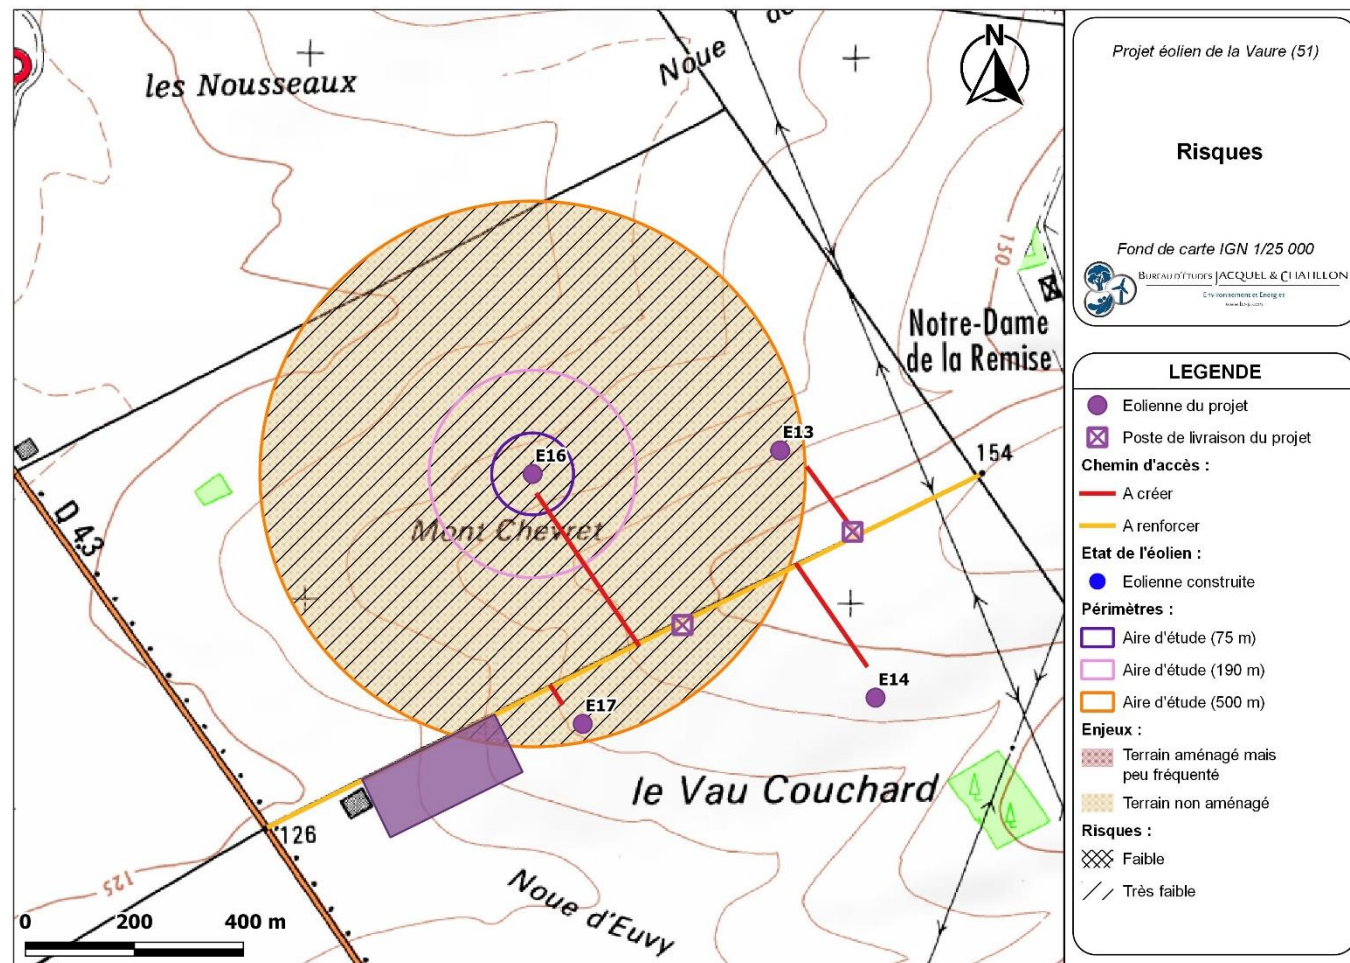 Noue
les Nousseaux
N
150
Notre-Dame
de la Remise
E13
E16
154
Mont Chevret
D 43
E14
E17
le Vau Couchard
126
125
Noue d'Euvy
0 200 400 m
Projet éolien de la Vaure (51)
Risques
Fond de carte IGN 1/25 000
BUREAU D'ÉTUDES JACQUEL & CHATILLON
Environnement et Energies
LEGENDE
Eolienne du projet
Poste de livraison du projet
Chemin d'accès :
A créer
A renforcer
Etat de l'éolien :
Eolienne construite
Périmètres :
Aire d'étude (75 m)
Aire d'étude (190 m)
Aire d'étude (500 m)
Enjeux :
Terrain aménagé mais
peu fréquenté
Terrain non aménagé
Risques :
Faible
Très faible